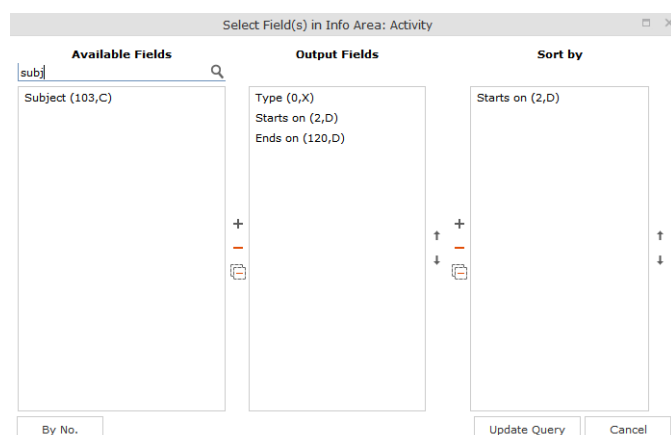 Select Field(s) in Info Area: Activity
Available Fields
Output Fields
Sort by
subj
Subject (103,C)
Type (0,X)
Starts on (2,D)
Ends on (120,D)
Starts on (2,D)
By No.
Update Query
Cancel